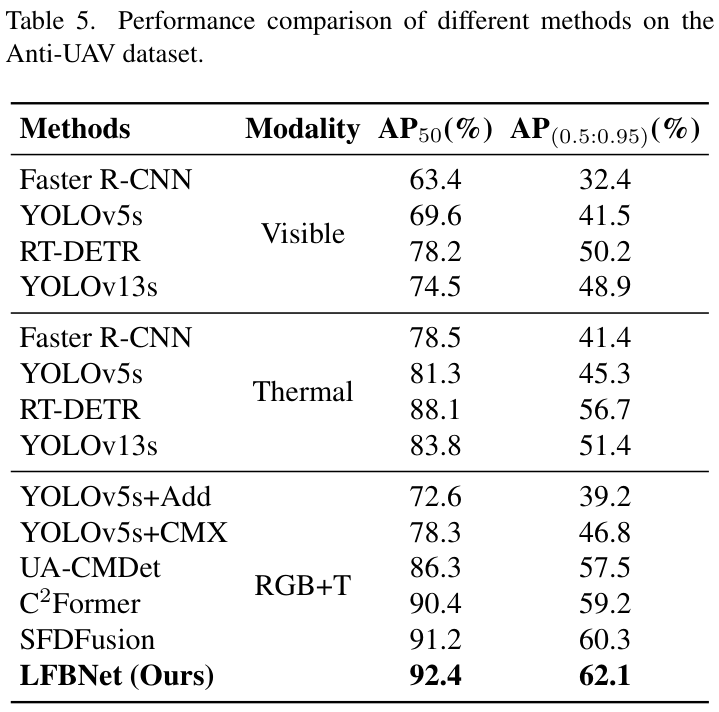 Table 5. Performance comparison of different methods on the
Anti-UAV dataset.
Methods Modality AP50(%) AP(0.5:0.95)(%)
Faster R-CNN 63.4 32.4
YOLOv5s 69.6 41.5
Visible
RT-DETR 78.2 50.2
YOLOv13s 74.5 48.9
Faster R-CNN 78.5 41.4
YOLOv5s 81.3 45.3
Thermal
RT-DETR 88.1 56.7
YOLOv13s 83.8 51.4
YOLOv5s+Add 72.6 39.2
YOLOv5s+CMX 78.3 46.8
UA-CMDet 86.3 57.5
RGB+T
C²Former 90.4 59.2
SFDFusion 91.2 60.3
LFBNet (Ours) 92.4 62.1